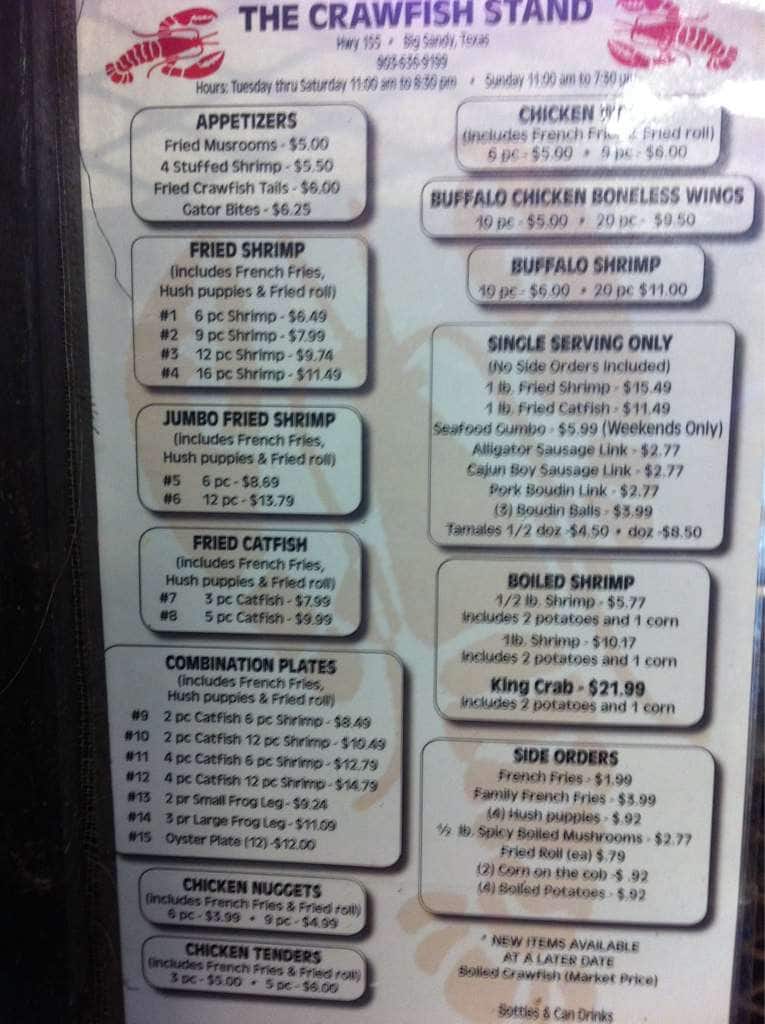 THE CRAWFISH STAND
Hwy 155 • Big Sandy, Texas
903-636-9199
Hours: Tuesday thru Saturday 11:00 am to 8:30 pm • Sunday 11:00 am to 7:30
APPETIZERS
Fried Musrooms - $5.00
4 Stuffed Shrimp - $5.50
Fried Crawfish Tails - $6.00
Gator Bites - $6.25
FRIED SHRIMP
(includes French Fries,
Hush puppies & Fried roll)
#1 6 pc Shrimp - $6.49
#2 9 pc Shrimp - $7.99
#3 12 pc Shrimp - $9.74
#4 16 pc Shrimp - $11.49
JUMBO FRIED SHRIMP
(includes French Fries,
Hush puppies & Fried roll)
#5 6 pc - $8.69
#6 12 pc - $13.79
FRIED CATFISH
(includes French Fries,
Hush puppies & Fried roll)
#7 3 pc Catfish - $7.99
#8 5 pc Catfish - $9.99
COMBINATION PLATES
(includes French Fries,
Hush puppies & Fried roll)
#9 2 pc Catfish 6 pc Shrimp - $8.49
#10 2 pc Catfish 12 pc Shrimp - $10.49
#11 4 pc Catfish 6 pc Shrimp - $12.79
#12 4 pc Catfish 12 pc Shrimp - $14.79
#13 2 pr Small Frog Leg - $9.24
#14 3 pr Large Frog Leg - $11.09
#15 Oyster Plate (12) -$12.00
CHICKEN NUGGETS
(includes French Fries & Fried roll)
6 pc - $3.99 • 9 pc - $4.99
CHICKEN TENDERS
(includes French Fries & Fried roll)
3 pc - $5.00 • 5 pc - $6.00
CHICKEN
(includes French & Fried roll)
6 pc - $5.00 • 9 pc - $6.00
BUFFALO CHICKEN BONELESS WINGS
10 pc - $5.00 • 20 pc - $9.50
BUFFALO SHRIMP
10 pc - $6.00 • 20 pc $11.00
SINGLE SERVING ONLY
(No Side Orders Included)
1 lb. Fried Shrimp - $15.49
1 lb. Fried Catfish - $11.49
Seafood Gumbo - $5.99 (Weekends Only)
Alligator Sausage Link - $2.77
Cajun Boy Sausage Link - $2.77
Pork Boudin Link - $2.77
(3) Boudin Balls - $3.99
Tamales 1/2 doz -$4.50 • doz -$8.50
BOILED SHRIMP
1/2 lb. Shrimp - $5.77
Includes 2 potatoes and 1 corn
1lb. Shrimp - $10.17
Includes 2 potatoes and 1 corn
King Crab - $21.99
Includes 2 potatoes and 1 corn
SIDE ORDERS
French Fries - $1.99
Family French Fries - $3.99
(4) Hush puppies - $.92
½ lb. Spicy Boiled Mushrooms - $2.77
Fried Roll (ea) $.79
(2) Corn on the cob -$ .92
(4) Boiled Potatoes - $.92
* NEW ITEMS AVAILABLE
AT A LATER DATE
Boiled Crawfish (Market Price)
Bottles & Can Drinks